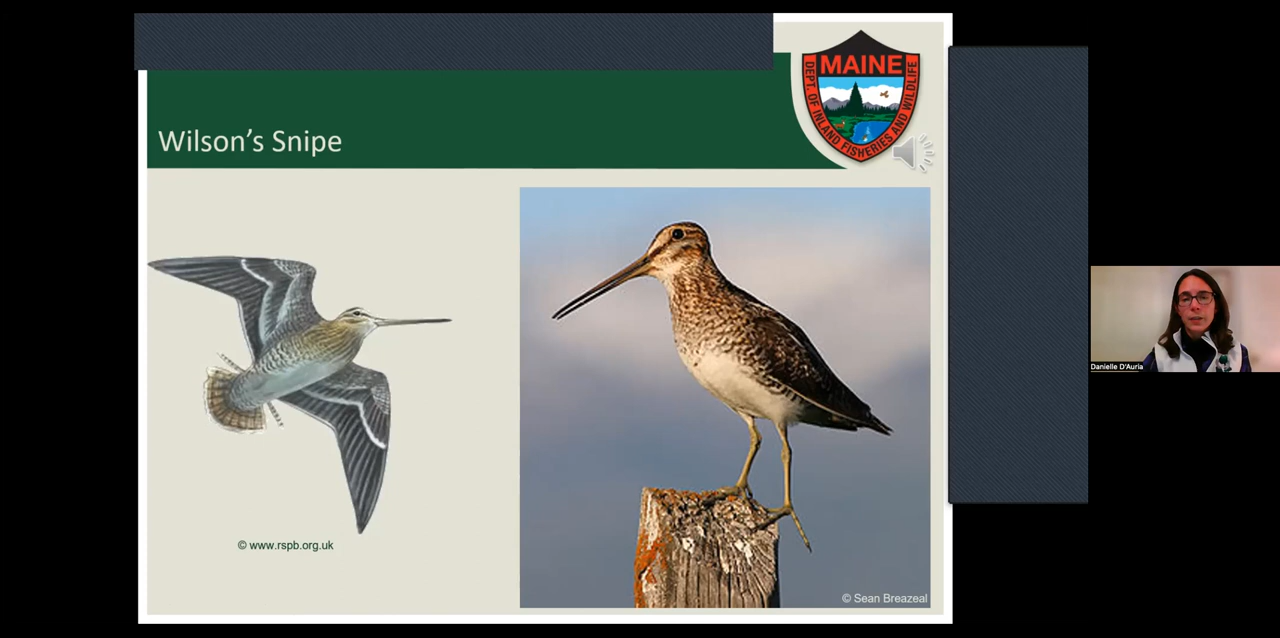 MAINE
DEPT. OF INLAND FISHERIES AND WILDLIFE
Wilson's Snipe
© www.rspb.org.uk
© Sean Breazeal
Danielle D'Auria